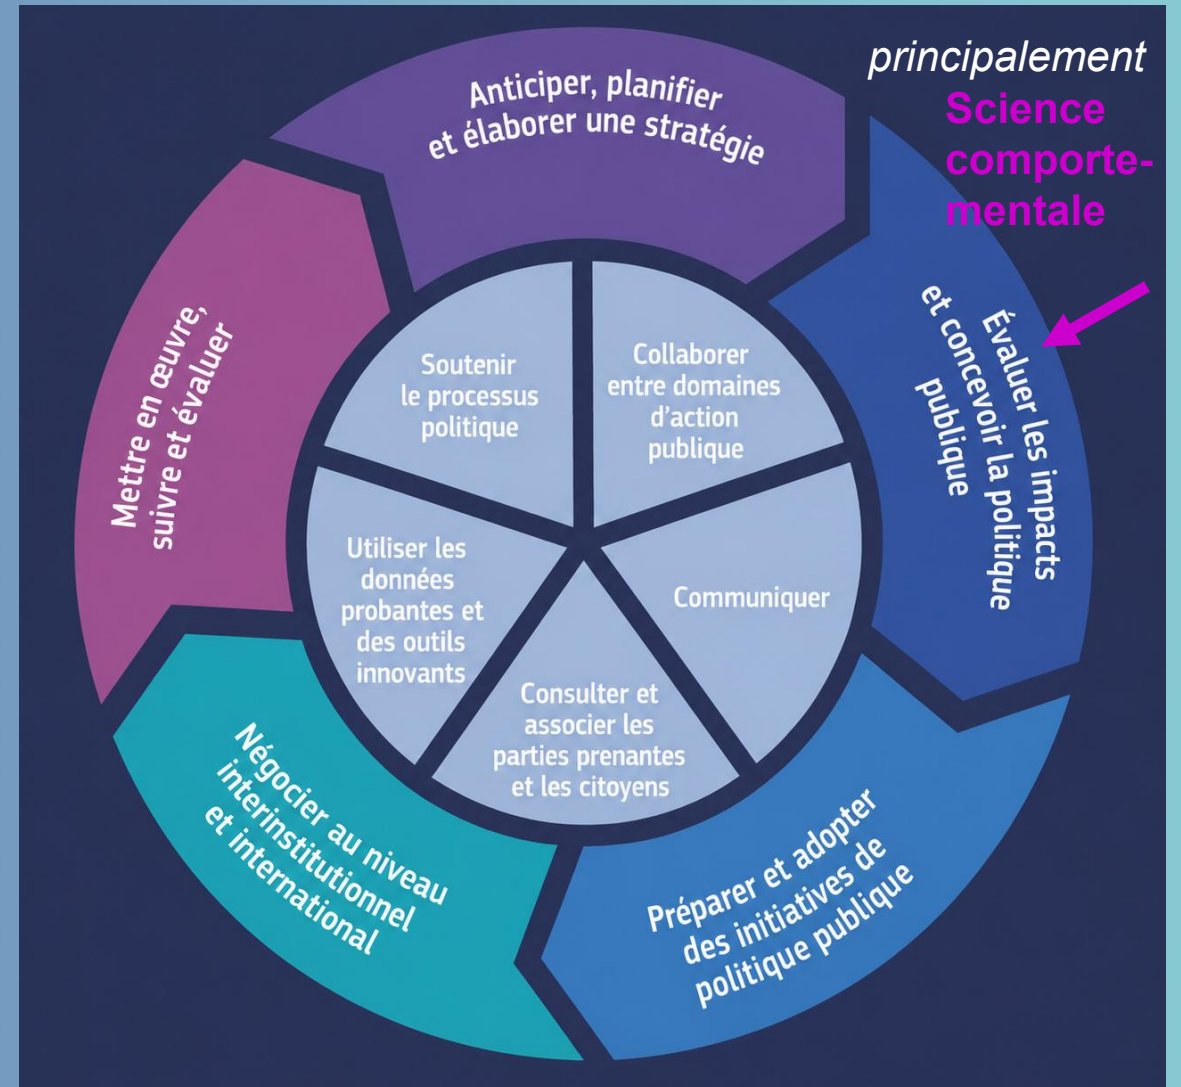 principalement
Science
comporte-
mentale
Anticiper, planifier
et élaborer une stratégie
Évaluer les impacts
et concevoir la politique
publique
Préparer et adopter
des initiatives de
politique publique
Négocier au niveau
interinstitutionnel
et international
Mettre en œuvre,
suivre et évaluer
Soutenir
le processus
politique
Collaborer
entre domaines
d’action
publique
Communiquer
Consulter et
associer les
parties prenantes
et les citoyens
Utiliser les
données
probantes et
des outils
innovants